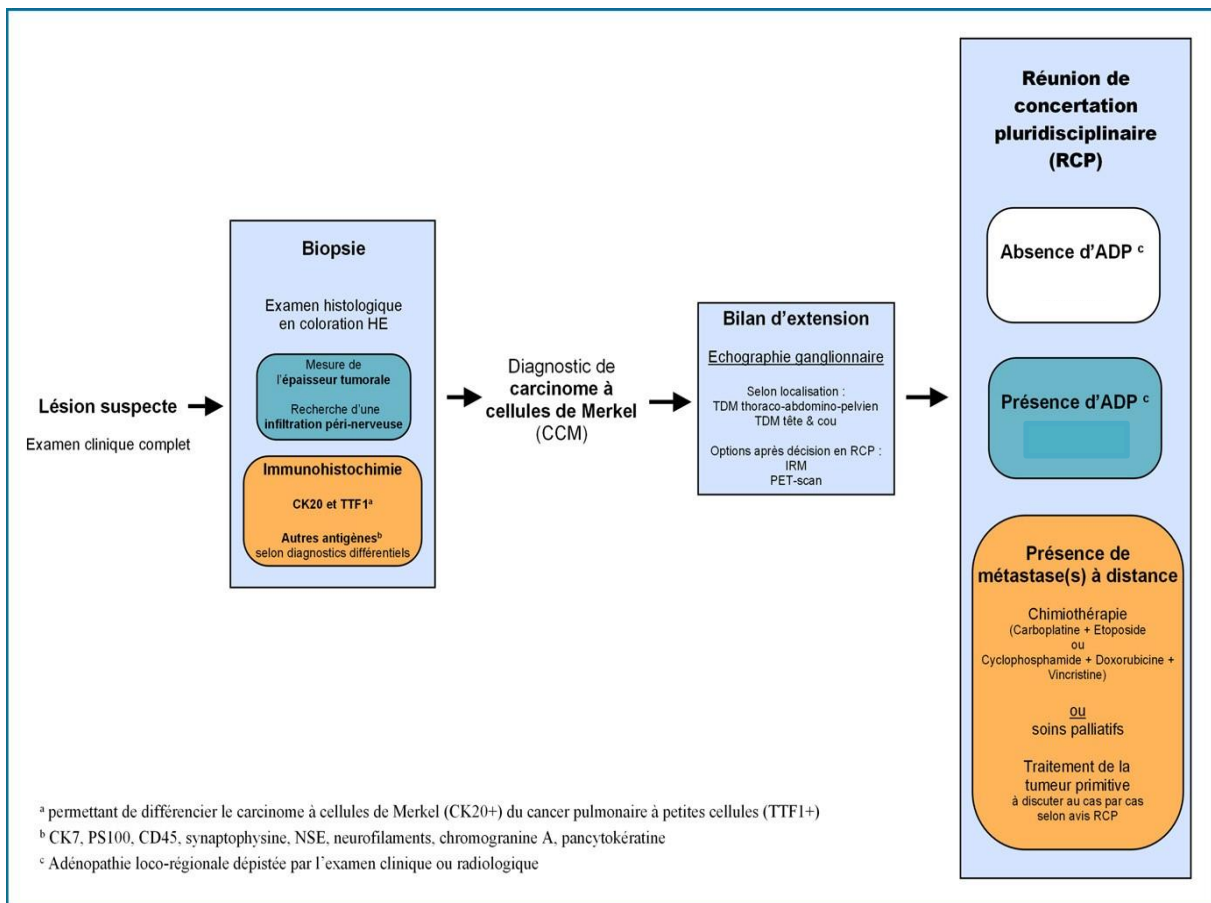 Lésion suspecte
Examen clinique complet
Biopsie
Examen histologique
en coloration HE
Mesure de
l'épaisseur tumorale
Recherche d'une
infiltration péri-nerveuse
Immunohistochimie
CK20 et TTF1ᵃ
Autres antigènesᵇ
selon diagnostics différentiels
Diagnostic de
carcinome à
cellules de Merkel
(CCM)
Bilan d'extension
Echographie ganglionnaire
Selon localisation :
TDM thoraco-abdomino-pelvien
TDM tête & cou
Options après décision en RCP :
IRM
PET-scan
Réunion de
concertation
pluridisciplinaire
(RCP)
Absence d'ADP ᶜ
Présence d'ADP ᶜ
Présence de
métastase(s) à distance
Chimiothérapie
(Carboplatine + Etoposide
ou
Cyclophosphamide + Doxorubicine +
Vincristine)
ou
soins palliatifs
Traitement de la
tumeur primitive
à discuter au cas par cas
selon avis RCP
ᵃ permettant de différencier le carcinome à cellules de Merkel (CK20+) du cancer pulmonaire à petites cellules (TTF1+)
ᵇ CK7, PS100, CD45, synaptophysine, NSE, neurofilaments, chromogranine A, pancytokératine
ᶜ Adénopathie loco-régionale dépistée par l'examen clinique ou radiologique